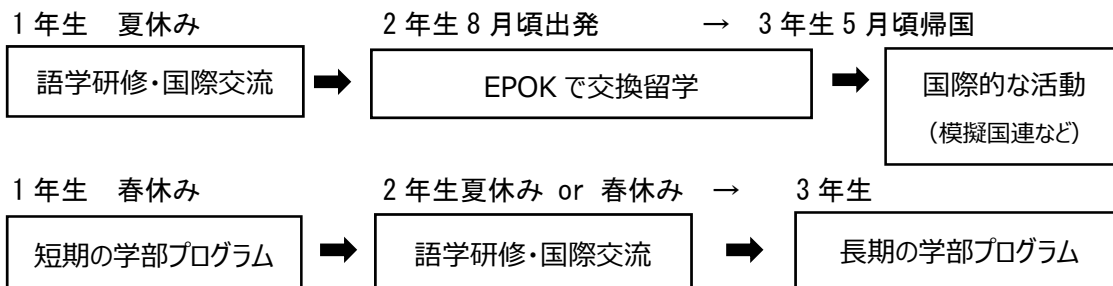 1年生　夏休み　2年生8月頃出発　→　3年生5月頃帰国
語学研修・国際交流　➡　EPOKで交換留学　➡　国際的な活動
（模擬国連など）
1年生　春休み　2年生夏休み or 春休み　→　3年生
短期の学部プログラム　➡　語学研修・国際交流　➡　長期の学部プログラム